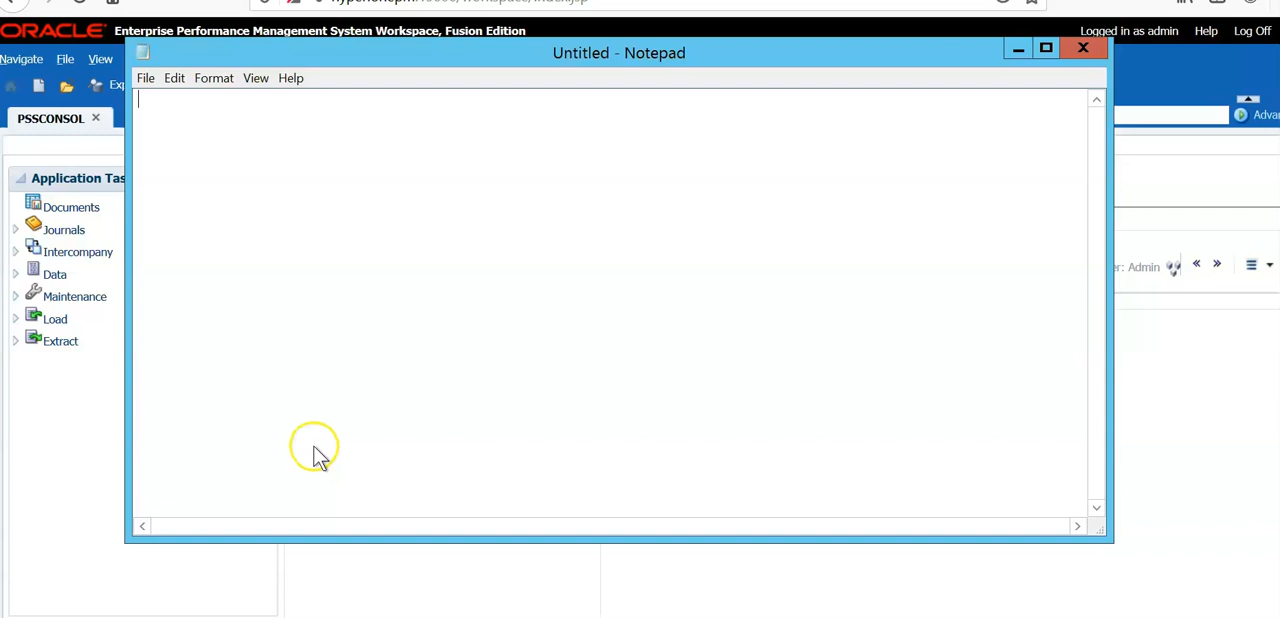 ORACLE Enterprise Performance Management System Workspace, Fusion Edition Logged in as admin Help Log Off
Untitled - Notepad
Navigate File View
File Edit Format View Help
PSSCONSOL
Application Tas
Documents
Journals
Intercompany
Data
Maintenance
Load
Extract
: Admin